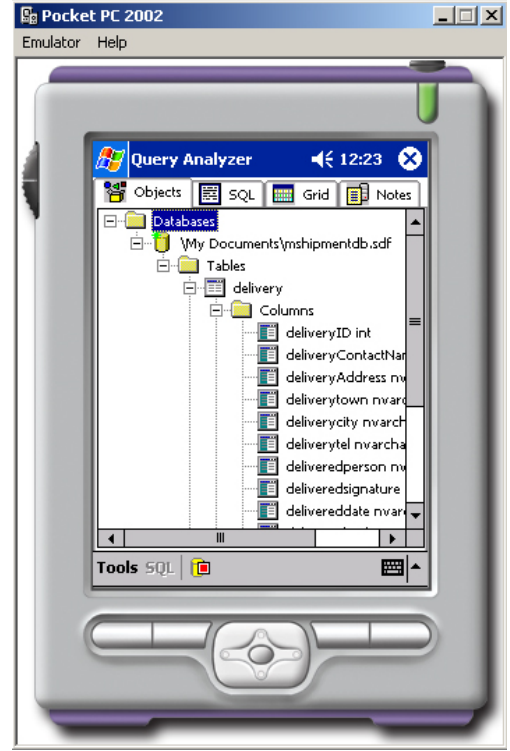 Pocket PC 2002
Emulator Help
Query Analyzer 12:23
Objects SQL Grid Notes
Databases
\My Documents\mshipmentdb.sdf
Tables
delivery
Columns
deliveryID int
deliveryContactNar
deliveryAddress nv
deliverytown nvarc
deliverycity nvarch
deliverytel nvarcha
deliveredperson nv
deliveredsignature
delivereddate nvar
Tools SQL